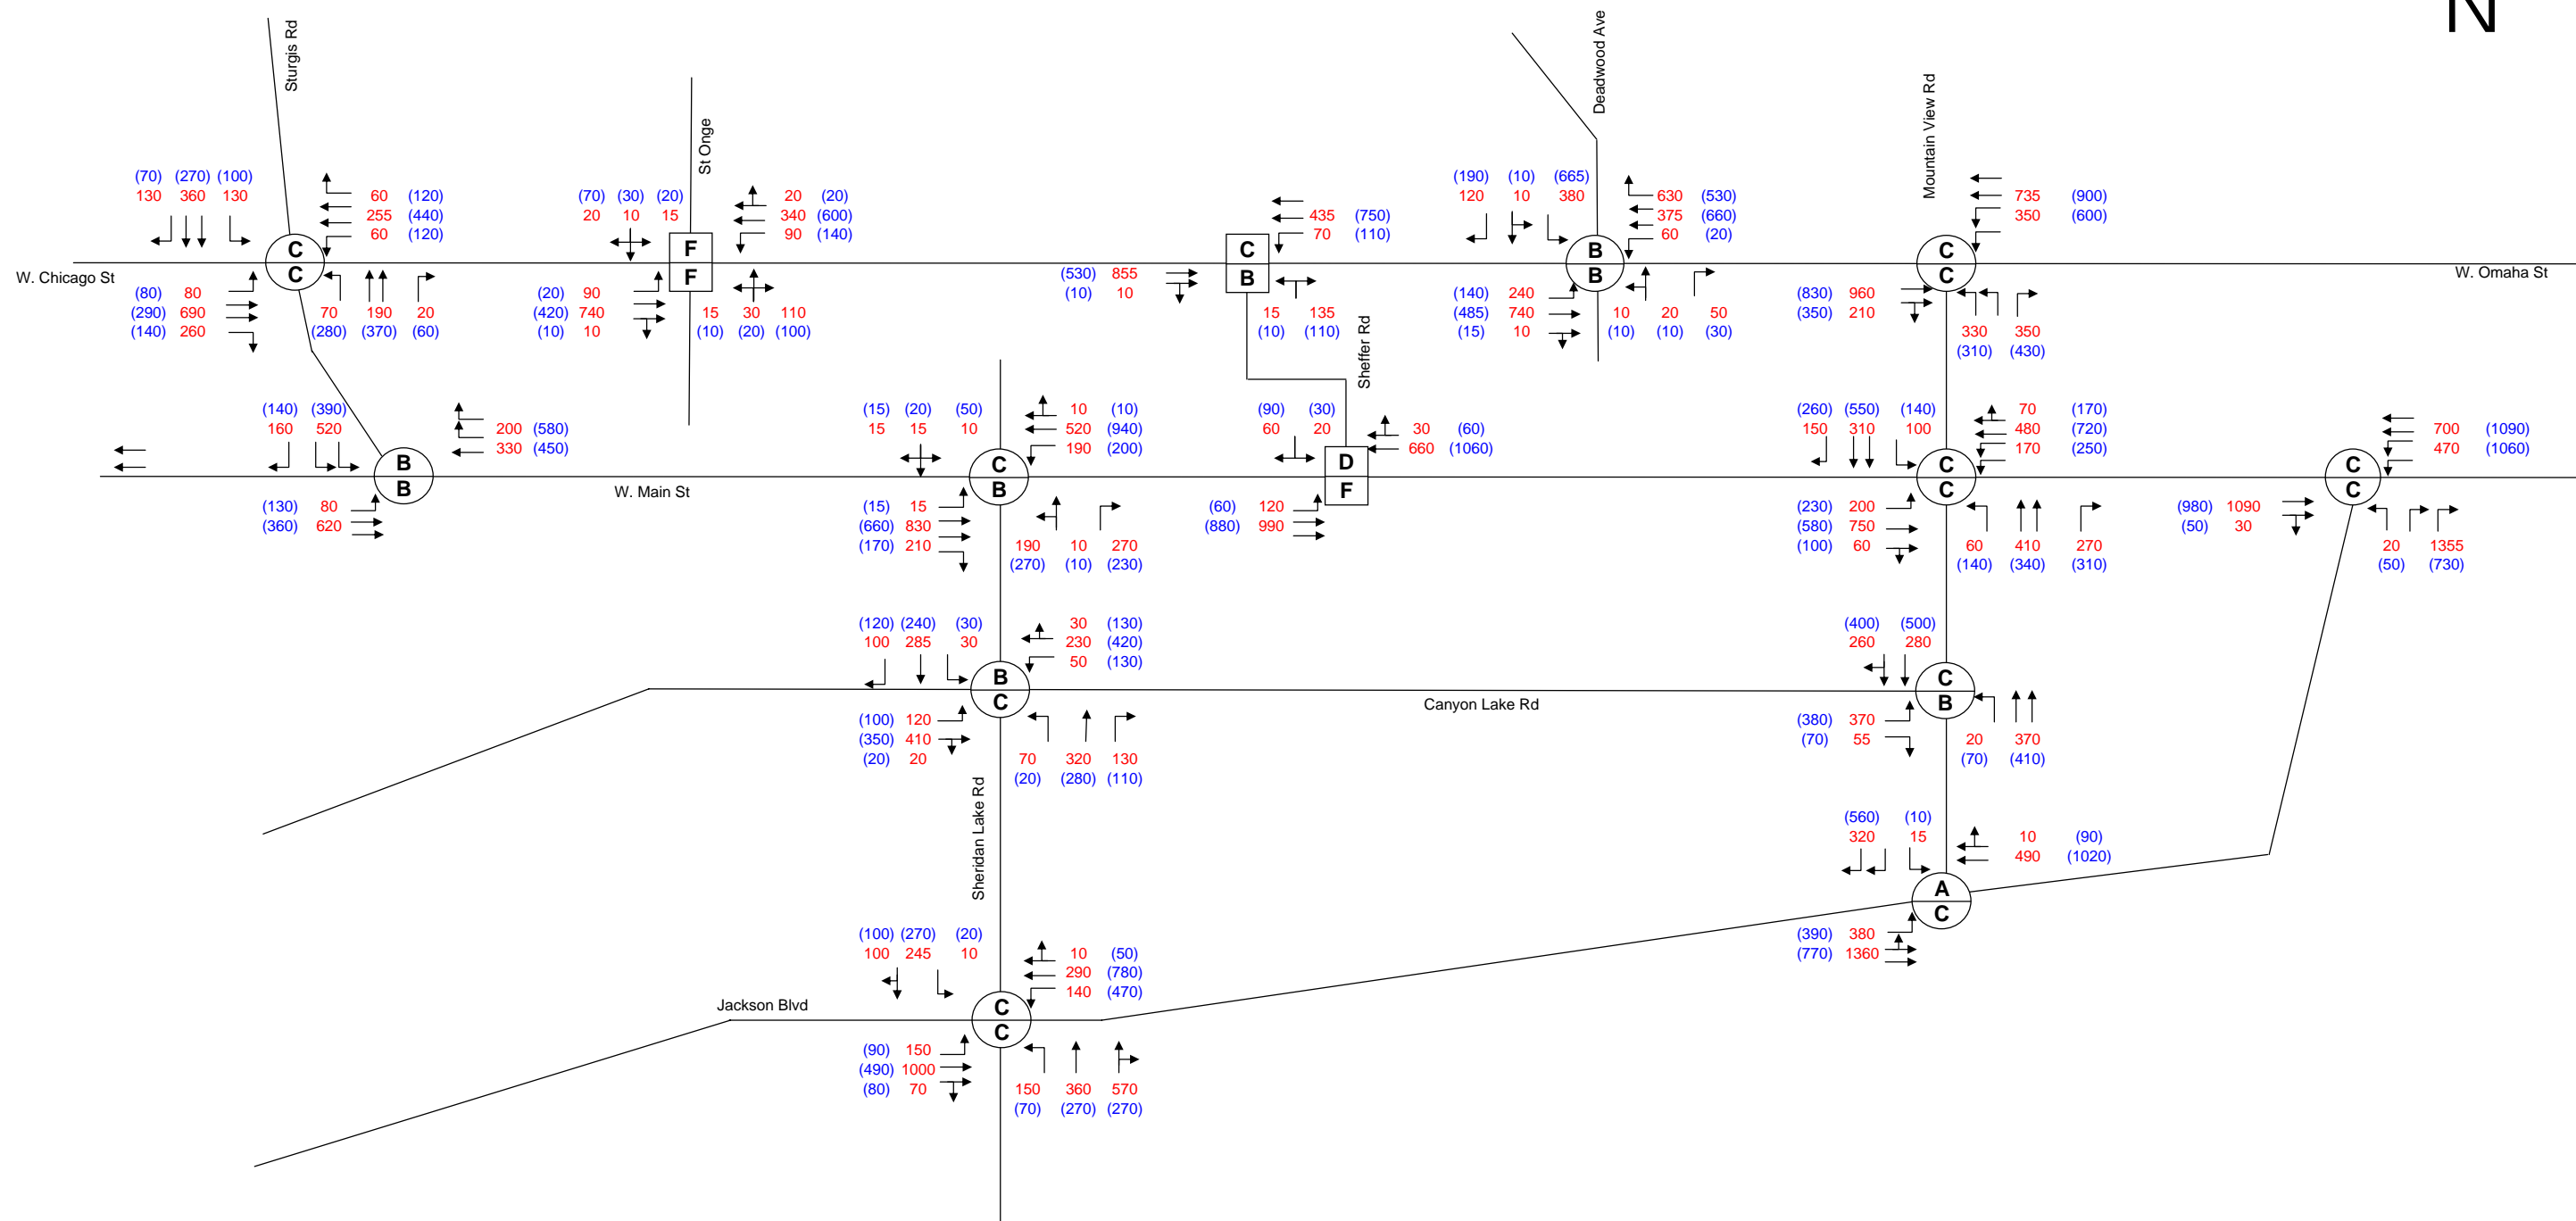 N
Sturgis Rd
St Onge
Deadwood Ave
Mountain View Rd
(70) (270) (100)
130 360 130
60 (120)
255 (440)
60 (120)
C
C
W. Chicago St
(80) 80
(290) 690
(140) 260
70 190 20
(280) (370) (60)
(70) (30) (20)
20 10 15
20 (20)
340 (600)
90 (140)
F
F
(20) 90
(420) 740
(10) 10
15 30 110
(10) (20) (100)
435 (750)
70 (110)
C
B
(530) 855
(10) 10
15 135
(10) (110)
Sheffer Rd
(190) (10) (665)
120 10 380
630 (530)
375 (660)
60 (20)
B
B
(140) 240
(485) 740
(15) 10
10 20 50
(10) (10) (30)
735 (900)
350 (600)
C
C
W. Omaha St
(830) 960
(350) 210
330 350
(310) (430)
(140) (390)
160 520
200 (580)
330 (450)
B
B
W. Main St
(130) 80
(360) 620
(15) (20) (50)
15 15 10
10 (10)
520 (940)
190 (200)
C
B
(15) 15
(660) 830
(170) 210
190 10 270
(270) (10) (230)
(90) (30)
60 20
30 (60)
660 (1060)
D
F
(60) 120
(880) 990
(260) (550) (140)
150 310 100
70 (170)
480 (720)
170 (250)
C
C
(230) 200
(580) 750
(100) 60
60 410 270
(140) (340) (310)
700 (1090)
470 (1060)
C
C
(980) 1090
(50) 30
20 1355
(50) (730)
(120) (240) (30)
100 285 30
30 (130)
230 (420)
50 (130)
B
C
Canyon Lake Rd
(100) 120
(350) 410
(20) 20
70 320 130
(20) (280) (110)
(400) (500)
260 280
C
B
(380) 370
(70) 55
20 370
(70) (410)
Sheridan Lake Rd
(560) (10)
320 15
10 (90)
490 (1020)
A
C
(390) 380
(770) 1360
(100) (270) (20)
100 245 10
10 (50)
290 (780)
140 (470)
Jackson Blvd
C
C
(90) 150
(490) 1000
(80) 70
150 360 570
(70) (270) (270)